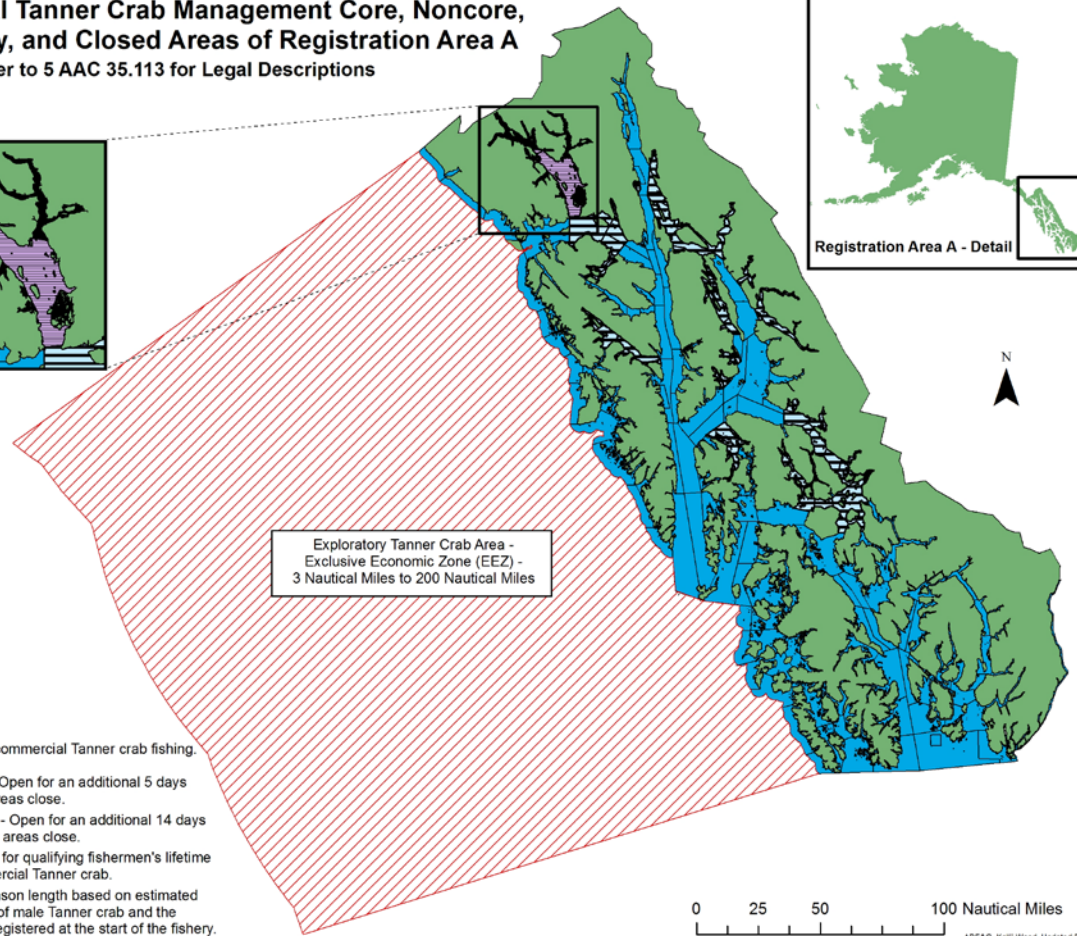 l Tanner Crab Management Core, Noncore,
y, and Closed Areas of Registration Area A
er to 5 AAC 35.113 for Legal Descriptions
Registration Area A - Detail
N
Exploratory Tanner Crab Area -
Exclusive Economic Zone (EEZ) -
3 Nautical Miles to 200 Nautical Miles
commercial Tanner crab fishing.
Open for an additional 5 days
reas close.
- Open for an additional 14 days
areas close.
for qualifying fishermen's lifetime
ercial Tanner crab.
ason length based on estimated
of male Tanner crab and the
registered at the start of the fishery.
0 25 50 100 Nautical Miles